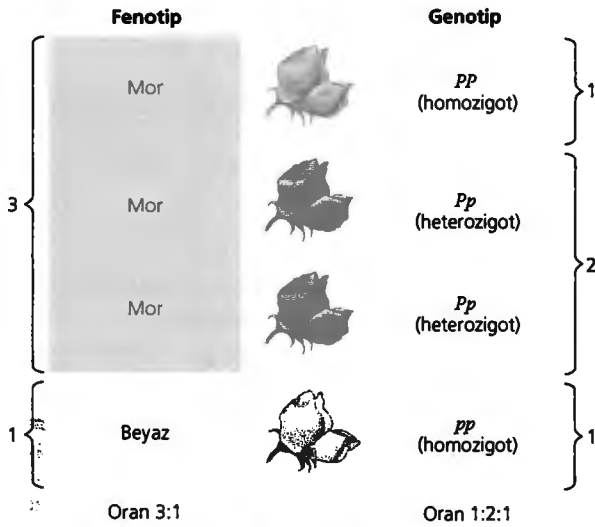 Fenotip Genotip
Mor PP
(homozigot) 1
3 Mor Pp
(heterozigot)
2
Mor Pp
(heterozigot)
1 Beyaz pp
(homozigot) 1
Oran 3:1 Oran 1:2:1